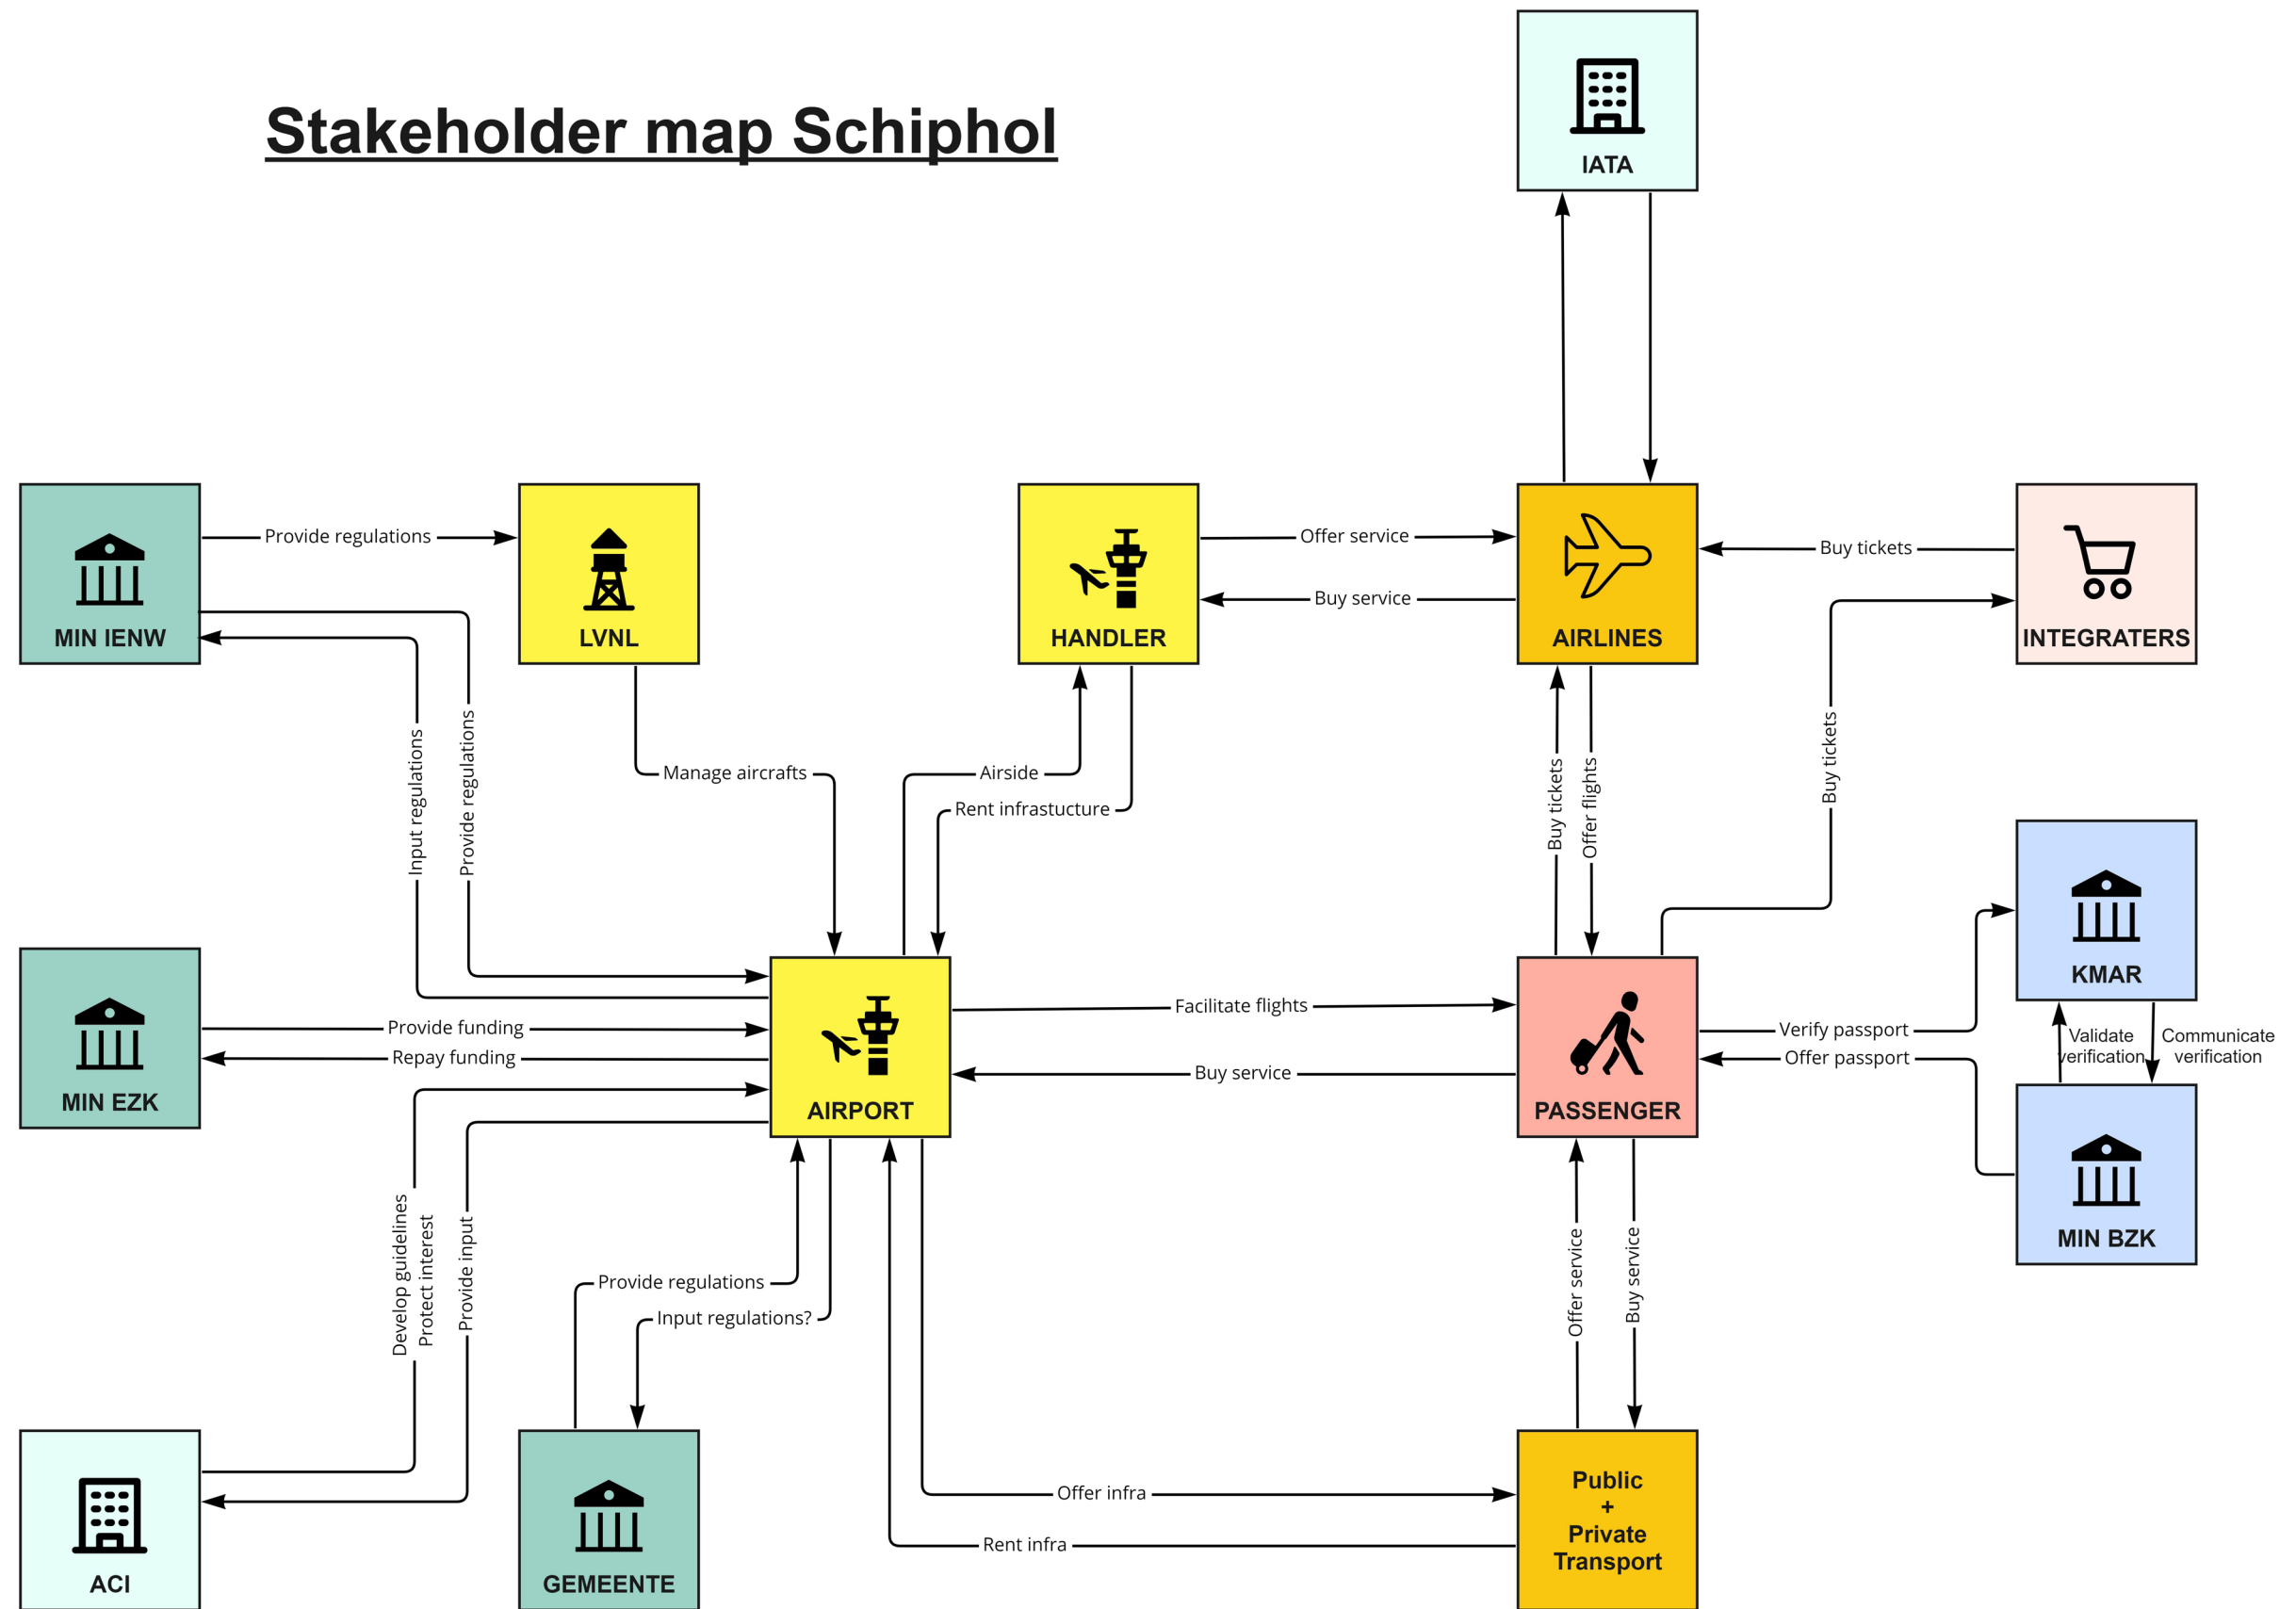 Stakeholder map Schiphol
IATA
MIN IENW
Provide regulations
LVNL
HANDLER
Offer service
Buy service
AIRLINES
Buy tickets
INTEGRATERS
Input regulations
Provide regulations
Manage aircrafts
Airside
Rent infrastucture
Buy tickets
Offer flights
Buy tickets
KMAR
MIN EZK
Provide funding
Repay funding
AIRPORT
Facilitate flights
Buy service
PASSENGER
Verify passport
Offer passport
Validate
verification
Communicate
verification
MIN BZK
Develop guidelines
Protect interest
Provide input
Provide regulations
Input regulations?
Offer service
Buy service
ACI
GEMEENTE
Offer infra
Rent infra
Public
+
Private
Transport